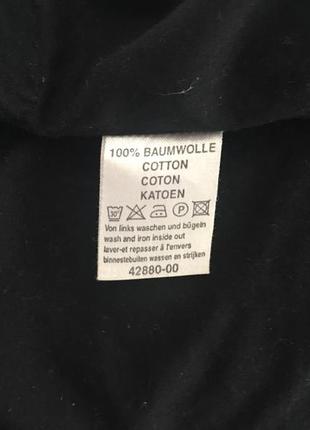 100% BAUMWOLLE
COTTON
COTON
KATOEN
30°
P
Von links waschen und bügeln
wash and iron inside out
laver-et repasser à l'envers
binnestebuiten wassen en strijken
42880-00